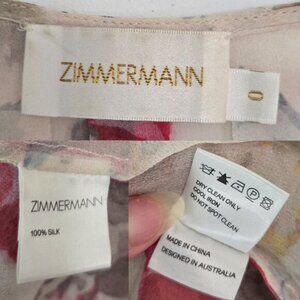 ZIMMERMANN
0
ZIMMERMANN
100% SILK
DRY CLEAN ONLY
COOL IRON
DO NOT SPOT CLEAN
MADE IN CHINA
DESIGNED IN AUSTRALIA